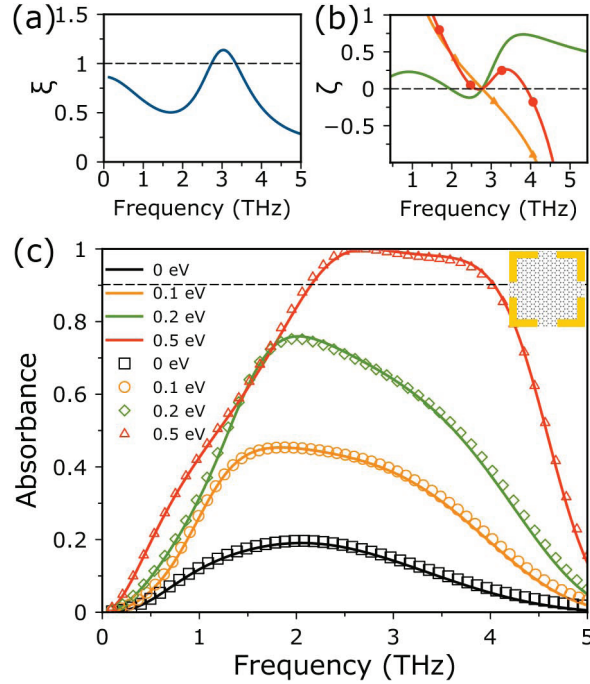 (a)
ξ
1
0.5
0
0 1 2 3 4 5
Frequency (THz)
(b)
ζ
1
0.5
0
−0.5
1 2 3 4 5
Frequency (THz)
(c)
Absorbance
1
0.8
0.6
0.4
0.2
0
0 eV
0.1 eV
0.2 eV
0.5 eV
0 eV
0.1 eV
0.2 eV
0.5 eV
0 1 2 3 4 5
Frequency (THz)